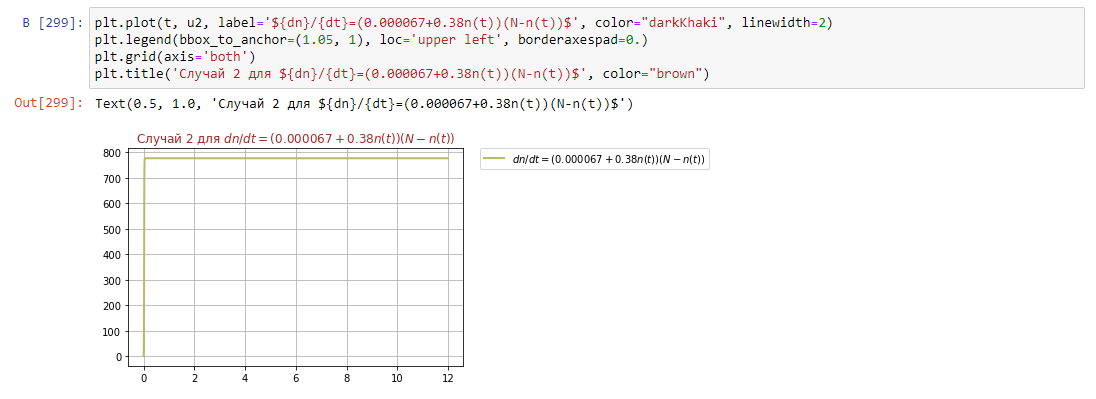 В [299]: plt.plot(t, u2, label='${dn}/{dt}=(0.000067+0.38n(t))(N-n(t))$', color="darkKhaki", linewidth=2)
plt.legend(bbox_to_anchor=(1.05, 1), loc='upper left', borderaxespad=0.)
plt.grid(axis='both')
plt.title('Случай 2 для ${dn}/{dt}=(0.000067+0.38n(t))(N-n(t))$', color="brown")
Out[299]: Text(0.5, 1.0, 'Случай 2 для ${dn}/{dt}=(0.000067+0.38n(t))(N-n(t))$')
Случай 2 для dn/dt = (0.000067 + 0.38n(t))(N − n(t))
dn/dt = (0.000067 + 0.38n(t))(N − n(t))
800
700
600
500
400
300
200
100
0
0 2 4 6 8 10 12